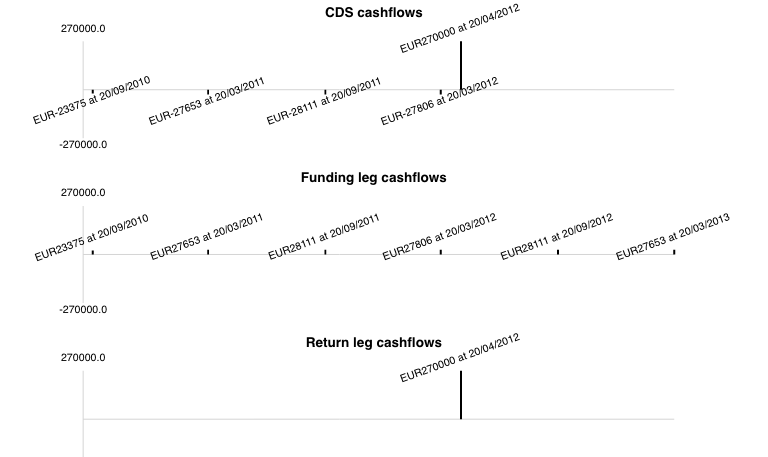 CDS cashflows
270000.0
EUR270000 at 20/04/2012
EUR-23375 at 20/09/2010
EUR-27653 at 20/03/2011
EUR-28111 at 20/09/2011
EUR-27806 at 20/03/2012
-270000.0
Funding leg cashflows
270000.0
EUR23375 at 20/09/2010
EUR27653 at 20/03/2011
EUR28111 at 20/09/2011
EUR27806 at 20/03/2012
EUR28111 at 20/09/2012
EUR27653 at 20/03/2013
-270000.0
Return leg cashflows
270000.0
EUR270000 at 20/04/2012